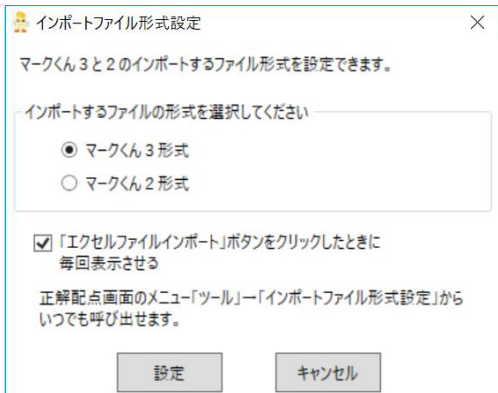 インポートファイル形式設定
マークくん3と2のインポートするファイル形式を設定できます。
インポートするファイルの形式を選択してください
マークくん3形式
マークくん2形式
「エクセルファイルインポート」ボタンをクリックしたときに
毎回表示させる
正解配点画面のメニュー「ツール」→「インポートファイル形式設定」から
いつでも呼び出せます。
設定
キャンセル